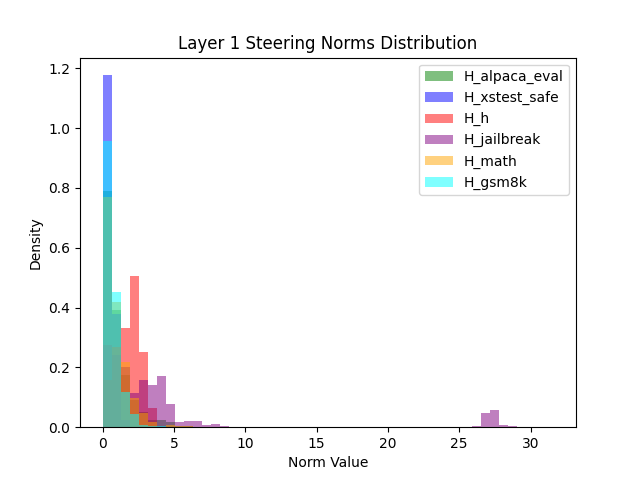 Layer 1 Steering Norms Distribution
H_alpaca_eval
H_xstest_safe
H_h
H_jailbreak
H_math
H_gsm8k
Density
1.2
1.0
0.8
0.6
0.4
0.2
0.0
0 5 10 15 20 25 30
Norm Value